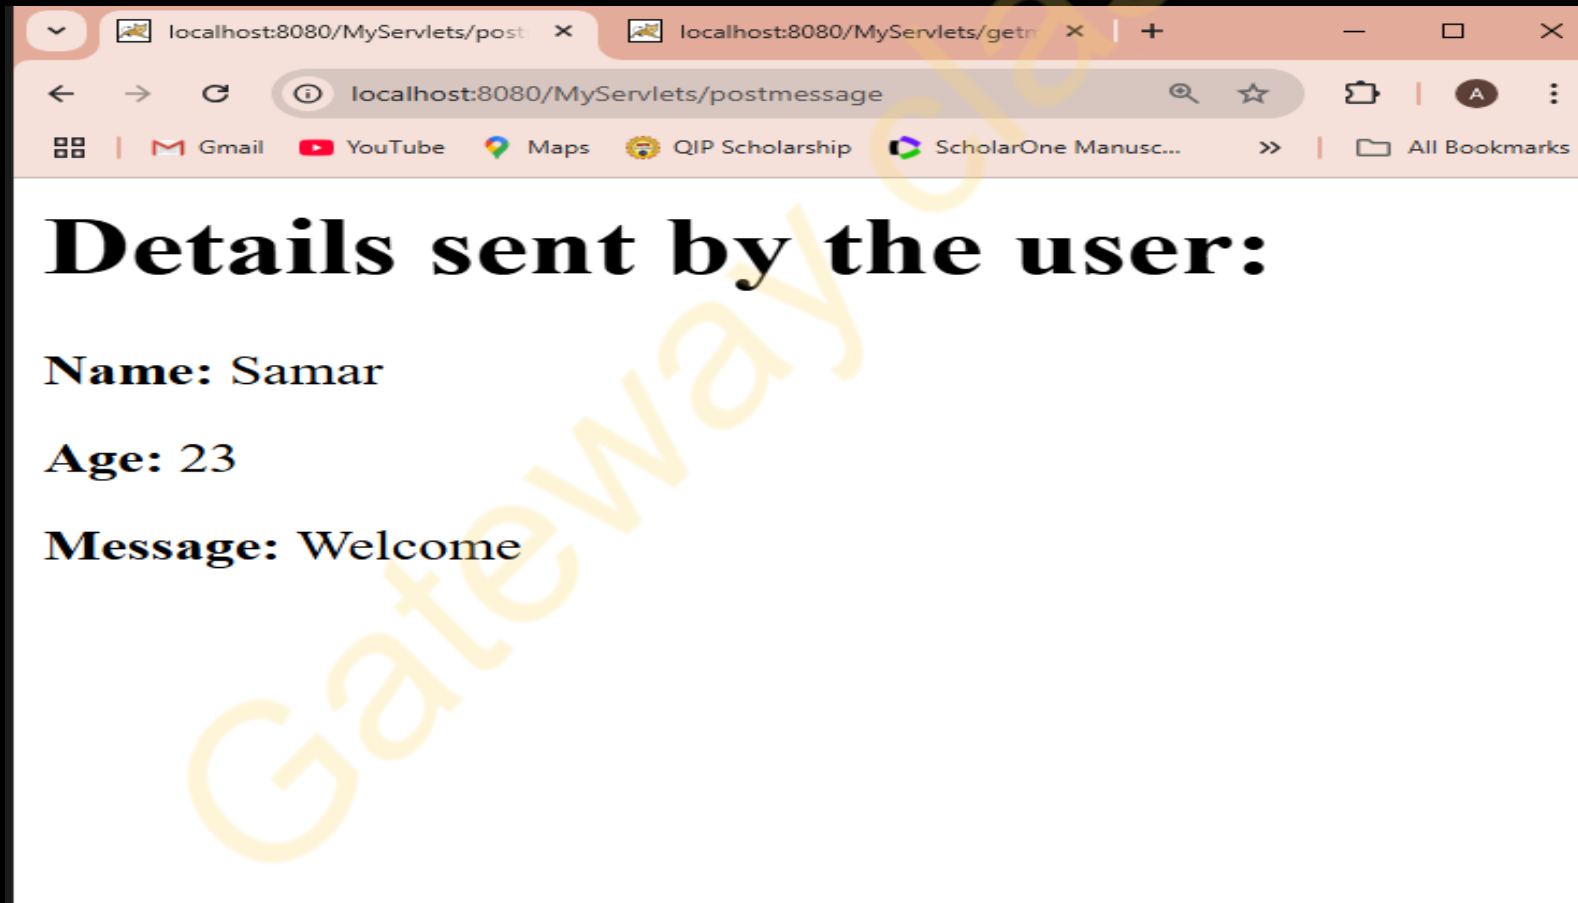 localhost:8080/MyServlets/post
localhost:8080/MyServlets/getm
localhost:8080/MyServlets/postmessage
A
Gmail YouTube Maps QIP Scholarship ScholarOne Manusc... All Bookmarks
Details sent by the user:
Name: Samar
Age: 23
Message: Welcome
Gateway